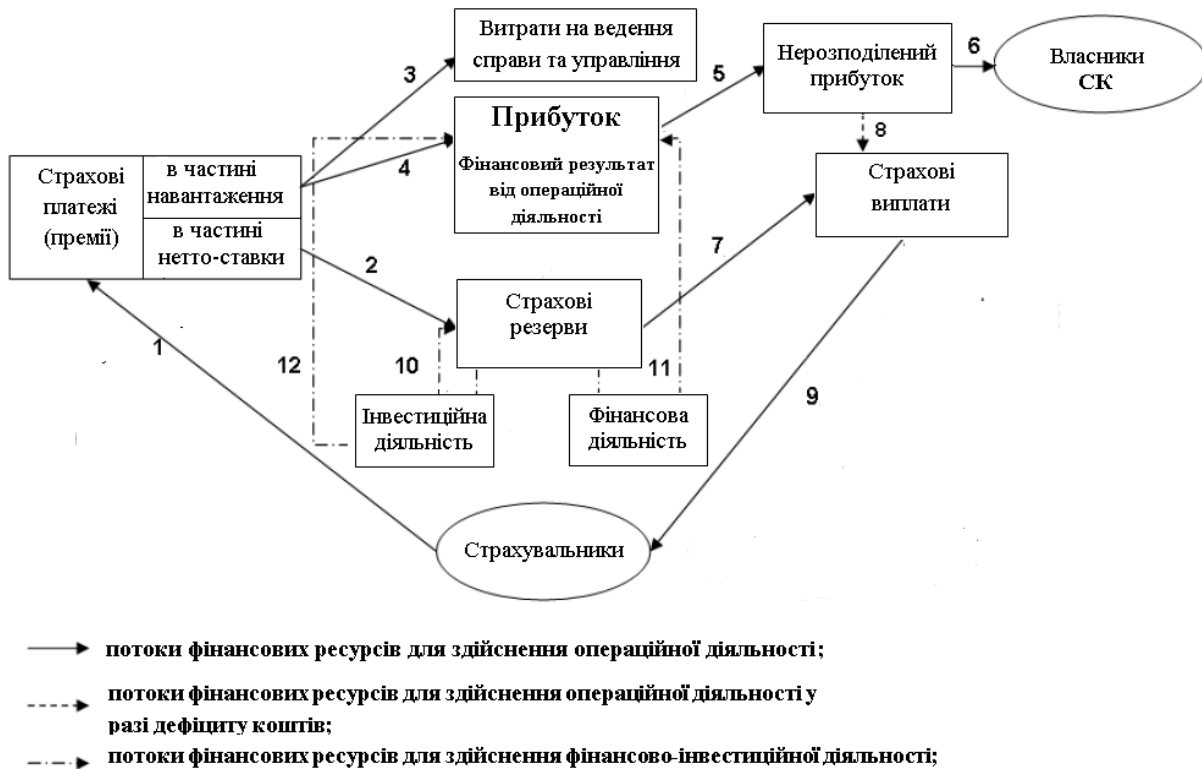 Витрати на ведення
справи та управління
3
5
Нерозподілений
прибуток
6
Власники
СК
Прибуток
Фінансовий результат
від операційної
діяльності
4
8
Страхові
платежі
(премії)
в частині
навантаження
в частині
нетто-ставки
Страхові
виплати
2
7
Страхові
резерви
1
12
10
11
9
Інвестиційна
діяльність
Фінансова
діяльність
Страхувальники
потоки фінансових ресурсів для здійснення операційної діяльності;
потоки фінансових ресурсів для здійснення операційної діяльності у
разі дефіциту коштів;
потоки фінансових ресурсів для здійснення фінансово-інвестиційної діяльності;